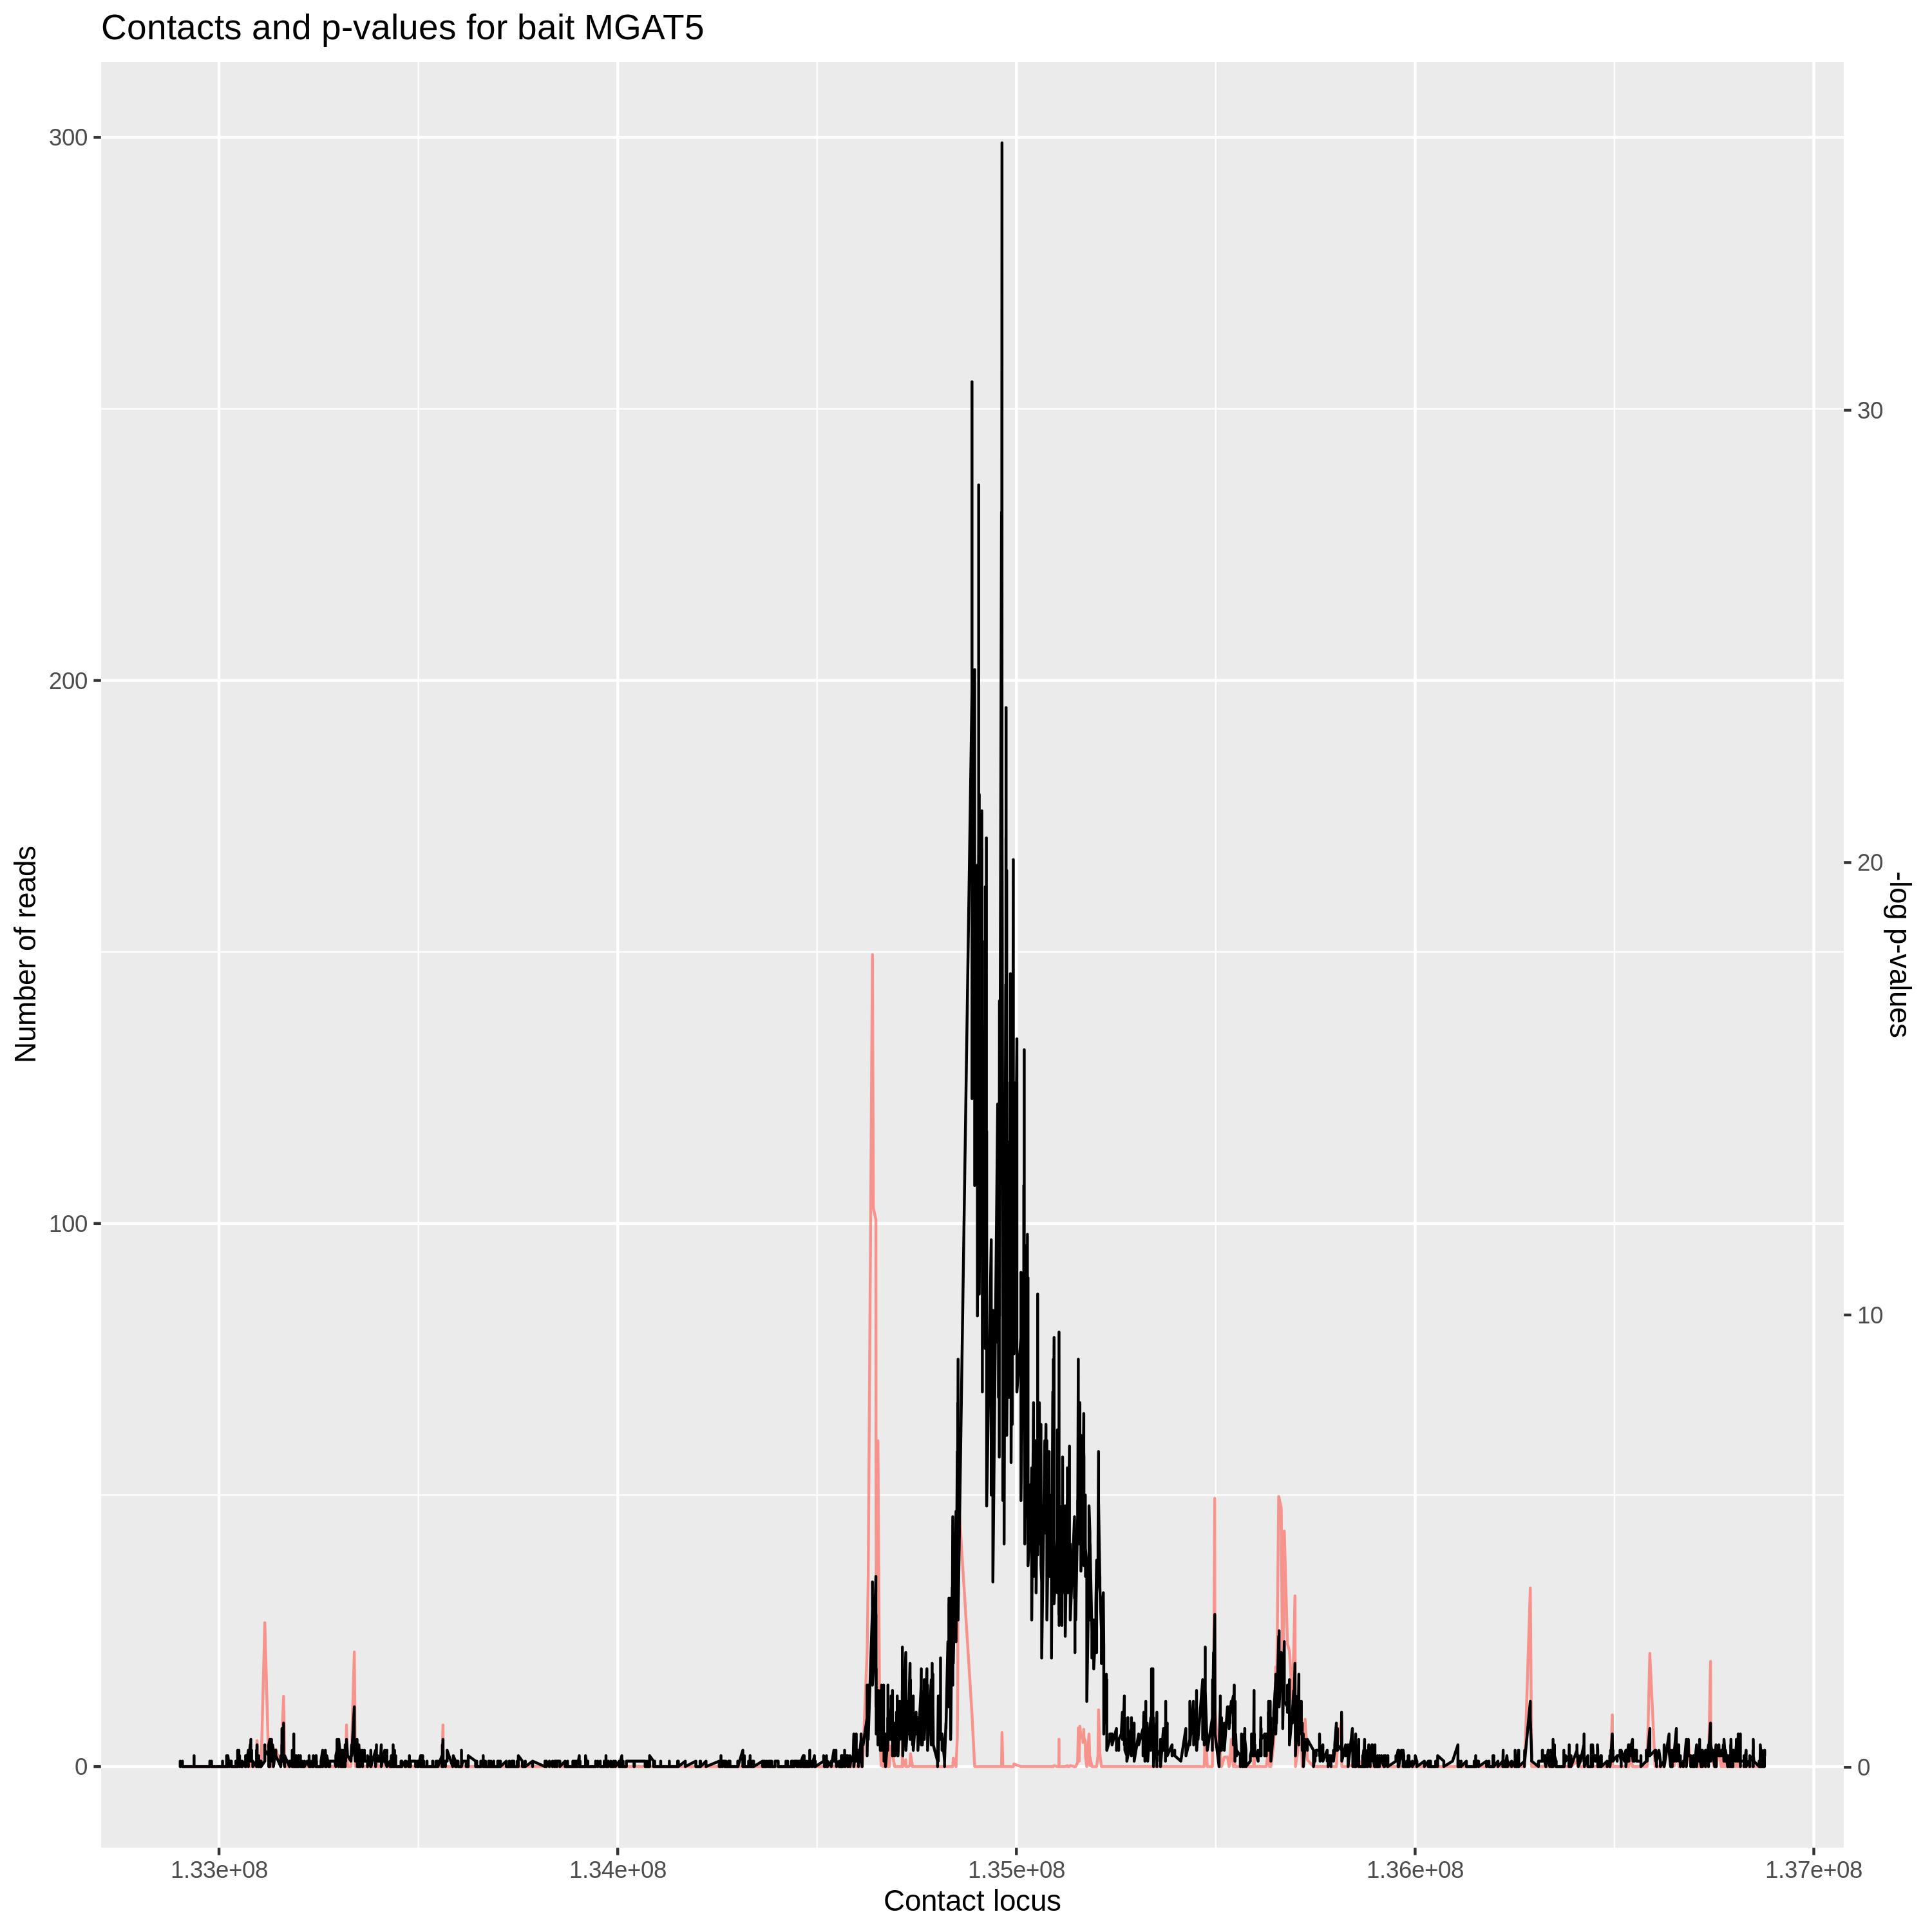 Contacts and p-values for bait MGAT5
300
200
100
0
Number of reads
30
20
10
0
-log p-values
1.33e+08
1.34e+08
1.35e+08
1.36e+08
1.37e+08
Contact locus